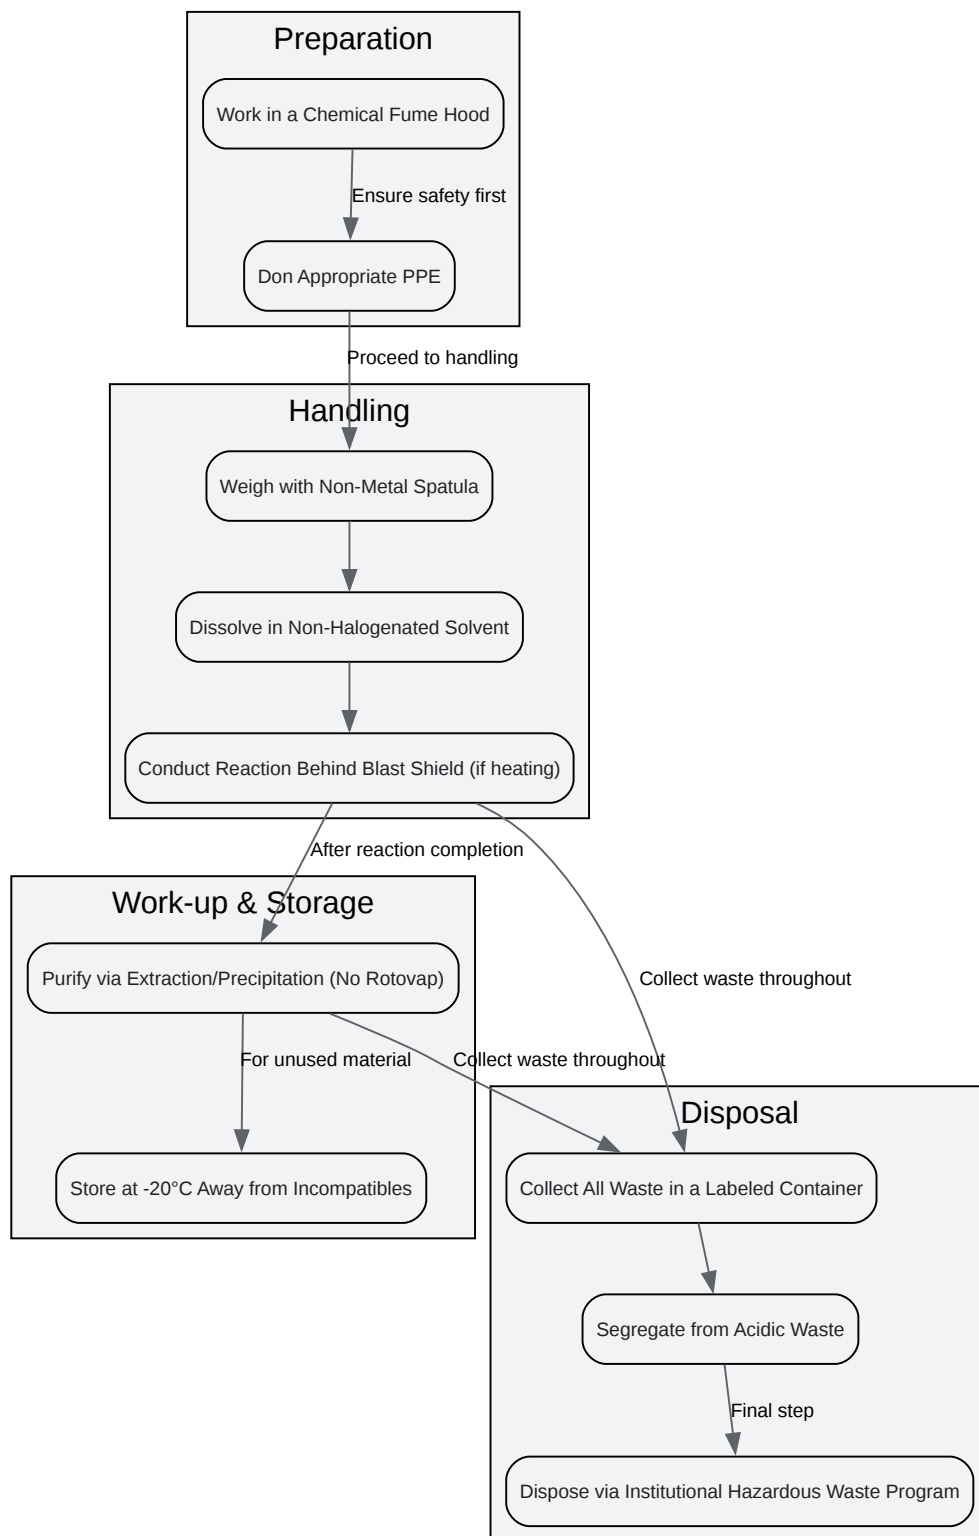 Preparation
Work in a Chemical Fume Hood
Ensure safety first
Don Appropriate PPE
Proceed to handling
Handling
Weigh with Non-Metal Spatula
Dissolve in Non-Halogenated Solvent
Conduct Reaction Behind Blast Shield (if heating)
After reaction completion
Work-up & Storage
Purify via Extraction/Precipitation (No Rotovap)
Collect waste throughout
For unused material
Collect waste throughout
Store at -20°C Away from Incompatibles
Disposal
Collect All Waste in a Labeled Container
Segregate from Acidic Waste
Final step
Dispose via Institutional Hazardous Waste Program